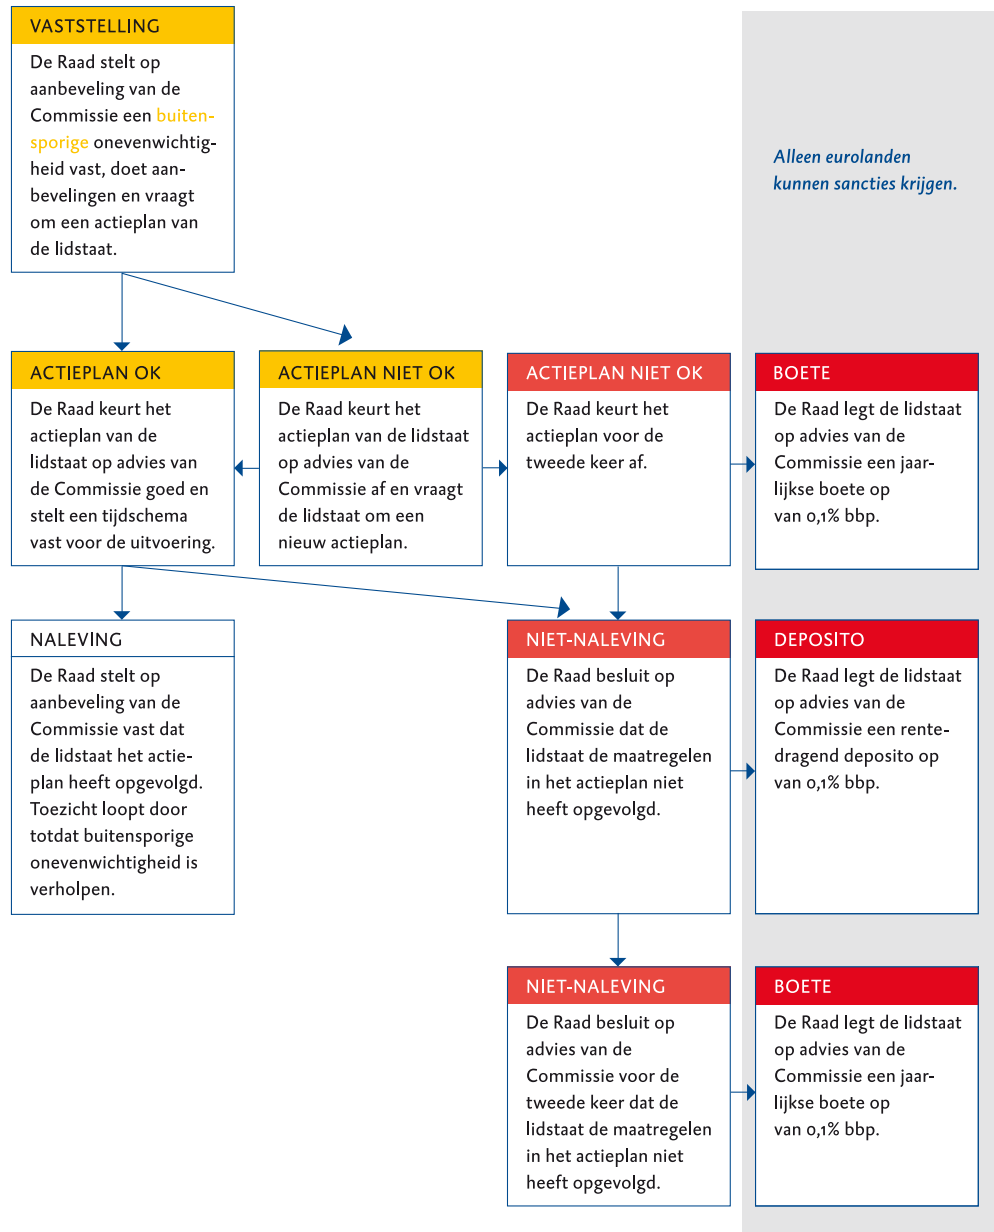 VASTSTELLING
De Raad stelt op
aanbeveling van de
Commissie een buiten-
sporige onevenwichtig-
heid vast, doet aan-
bevelingen en vraagt
om een actieplan van
de lidstaat.
Alleen eurolanden
kunnen sancties krijgen.
ACTIEPLAN OK
De Raad keurt het
actieplan van de
lidstaat op advies van
de Commissie goed en
stelt een tijdschema
vast voor de uitvoering.
ACTIEPLAN NIET OK
De Raad keurt het
actieplan van de lidstaat
op advies van de
Commissie af en vraagt
de lidstaat om een
nieuw actieplan.
ACTIEPLAN NIET OK
De Raad keurt het
actieplan voor de
tweede keer af.
BOETE
De Raad legt de lidstaat
op advies van de
Commissie een jaar-
lijkse boete op
van 0,1% bbp.
NALEVING
De Raad stelt op
aanbeveling van de
Commissie vast dat
de lidstaat het actie-
plan heeft opgevolgd.
Toezicht loopt door
totdat buitensporige
onevenwichtigheid is
verholpen.
NIET-NALEVING
De Raad besluit op
advies van de
Commissie dat de
lidstaat de maatregelen
in het actieplan niet
heeft opgevolgd.
DEPOSITO
De Raad legt de lidstaat
op advies van de
Commissie een rente-
dragend deposito op
van 0,1% bbp.
NIET-NALEVING
De Raad besluit op
advies van de
Commissie voor de
tweede keer dat de
lidstaat de maatregelen
in het actieplan niet
heeft opgevolgd.
BOETE
De Raad legt de lidstaat
op advies van de
Commissie een jaar-
lijkse boete op
van 0,1% bbp.